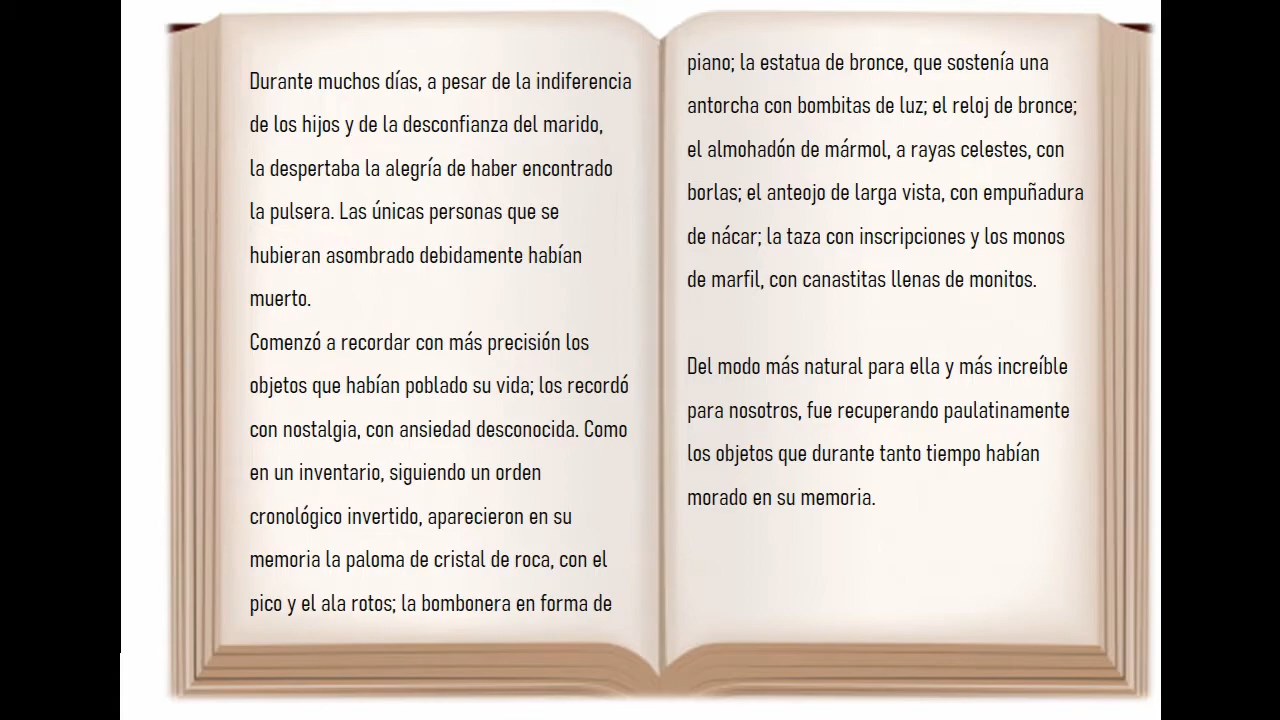 Durante muchos días, a pesar de la indiferencia
de los hijos y de la desconfianza del marido,
la despertaba la alegría de haber encontrado
la pulsera. Las únicas personas que se
hubieran asombrado debidamente habían
muerto.
Comenzó a recordar con más precisión los
objetos que habían poblado su vida; los recordó
con nostalgia, con ansiedad desconocida. Como
en un inventario, siguiendo un orden
cronológico invertido, aparecieron en su
memoria la paloma de cristal de roca, con el
pico y el ala rotos; la bombonera en forma de
piano; la estatua de bronce, que sostenía una
antorcha con bombitas de luz; el reloj de bronce;
el almohadón de mármol, a rayas celestes, con
borlas; el anteojo de larga vista, con empuñadura
de nácar; la taza con inscripciones y los monos
de marfil, con canastitas llenas de monitos.
Del modo más natural para ella y más increíble
para nosotros, fue recuperando paulatinamente
los objetos que durante tanto tiempo habían
morado en su memoria.